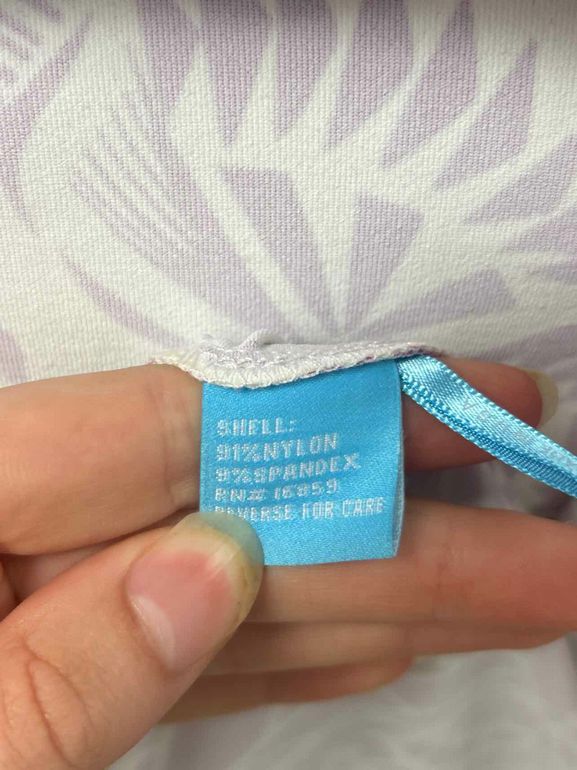 SHELL:
91%NYLON
9%SPANDEX
RN# 16859
REVERSE FOR CARE